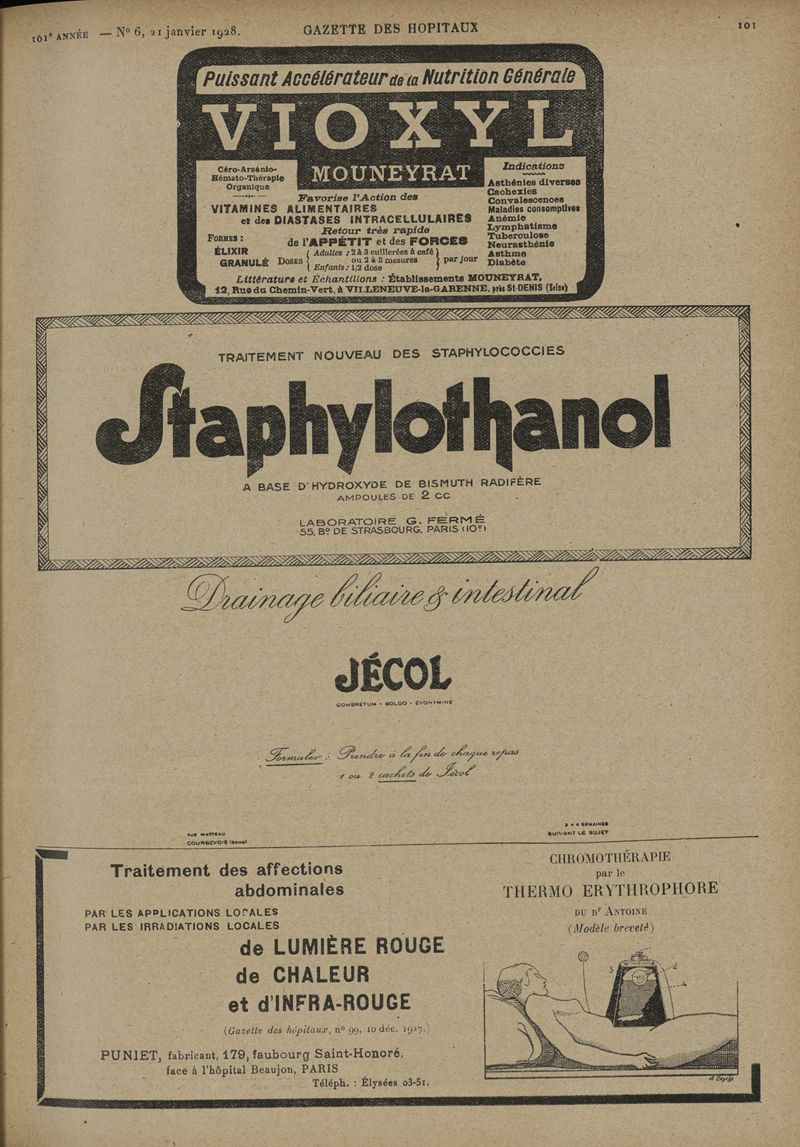 101e ANNÉE — No 6, 21 janvier 1928.
GAZETTE DES HOPITAUX
101
Puissant Accélérateur de la Nutrition Générale
VIOXYL
MOUNEYRAT
Céro-Arsénio-
Hémato-Thérapie
Organique
Favorise l'Action des
VITAMINES ALIMENTAIRES
et des DIASTASES INTRACELLULAIRES
Retour très rapide
de l'APPÉTIT et des FORCES
FORMES :
ÉLIXIR
GRANULÉ
DOSES
Adultes : 2 à 3 cuillerées à café
ou 2 à 3 mesures
Enfants : 1/2 dose
par jour
Indications
Asthénies diverses
Cachexies
Convalescences
Maladies consomptives
Anémie
Lymphatisme
Tuberculose
Neurasthénie
Asthme
Diabète
Littérature et Échantillons : Établissements MOUNEYRAT,
12, Rue du Chemin-Vert, à VILLENEUVE-la-GARENNE, près St-DENIS (Seine)
TRAITEMENT NOUVEAU DES STAPHYLOCOCCIES
Staphylothanol
A BASE D'HYDROXYDE DE BISMUTH RADIFÈRE
AMPOULES DE 2 CC
LABORATOIRE G. FERMÉ
55, Bd DE STRASBOURG, PARIS (10e)
Drainage biliaire & intestinal
JÉCOL
COMBRETUM - BOLDO - EVONYMINE
Formuler : Prendre à la fin de chaque repas
1 ou 2 cachets de Jécol
RUE WATTEAU
COURBEVOIE (Seine)
SEMAINES
SUIVANT LE SUJET
Traitement des affections
abdominales
PAR LES APPLICATIONS LOCALES
PAR LES IRRADIATIONS LOCALES
de LUMIÈRE ROUGE
de CHALEUR
et d'INFRA-ROUGE
(Gazette des hôpitaux, no 99, 10 déc. 1927.)
PUNIET, fabricant, 179, faubourg Saint-Honoré,
face à l'hôpital Beaujon, PARIS
Téléph. : Élysées 03-51.
CHROMOTHÉRAPIE
par le
THERMO ERYTHROPHORE
DU Dr ANTOINE
(Modèle breveté)
3
2